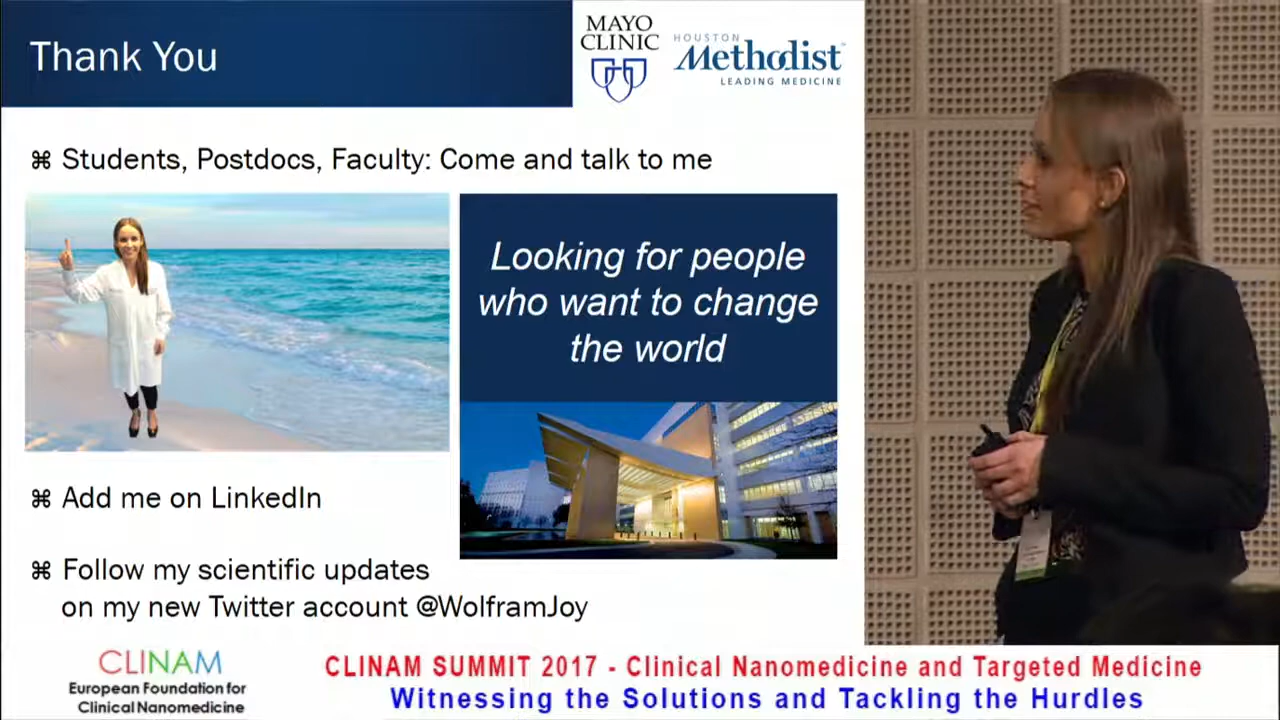 Thank You
MAYO
CLINIC
HOUSTON
Methodist
LEADING MEDICINE
⌘ Students, Postdocs, Faculty: Come and talk to me
Looking for people
who want to change
the world
⌘ Add me on LinkedIn
⌘ Follow my scientific updates
on my new Twitter account @WolframJoy
CLINAM
European Foundation for
Clinical Nanomedicine
CLINAM SUMMIT 2017 - Clinical Nanomedicine and Targeted Medicine
Witnessing the Solutions and Tackling the Hurdles